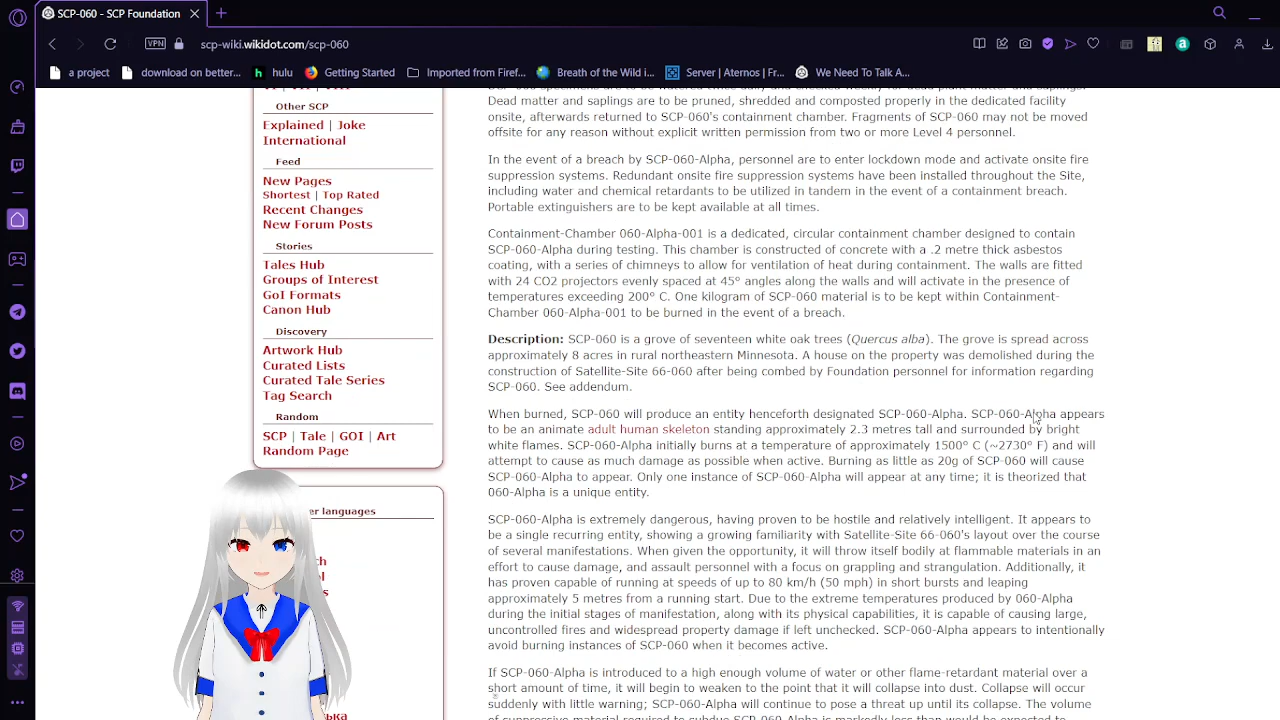 SCP-060 - SCP Foundation
VPN
scp-wiki.wikidot.com/scp-060
a project
download on better...
hulu
Getting Started
Imported from Firef...
Breath of the Wild i...
Server | Aternos | Fr...
We Need To Talk A...
Other SCP
Explained | Joke
International
Feed
New Pages
Shortest | Top Rated
Recent Changes
New Forum Posts
Stories
Tales Hub
Groups of Interest
GoI Formats
Canon Hub
Discovery
Artwork Hub
Curated Lists
Curated Tale Series
Tag Search
Random
SCP | Tale | GOI | Art
Random Page
languages
Dead matter and saplings are to be pruned, shredded and composted properly in the dedicated facility
onsite, afterwards returned to SCP-060's containment chamber. Fragments of SCP-060 may not be moved
offsite for any reason without explicit written permission from two or more Level 4 personnel.
In the event of a breach by SCP-060-Alpha, personnel are to enter lockdown mode and activate onsite fire
suppression systems. Redundant onsite fire suppression systems have been installed throughout the Site,
including water and chemical retardants to be utilized in tandem in the event of a containment breach.
Portable extinguishers are to be kept available at all times.
Containment-Chamber 060-Alpha-001 is a dedicated, circular containment chamber designed to contain
SCP-060-Alpha during testing. This chamber is constructed of concrete with a .2 metre thick asbestos
coating, with a series of chimneys to allow for ventilation of heat during containment. The walls are fitted
with 24 CO2 projectors evenly spaced at 45° angles along the walls and will activate in the presence of
temperatures exceeding 200° C. One kilogram of SCP-060 material is to be kept within Containment-
Chamber 060-Alpha-001 to be burned in the event of a breach.
Description: SCP-060 is a grove of seventeen white oak trees (Quercus alba). The grove is spread across
approximately 8 acres in rural northeastern Minnesota. A house on the property was demolished during the
construction of Satellite-Site 66-060 after being combed by Foundation personnel for information regarding
SCP-060. See addendum.
When burned, SCP-060 will produce an entity henceforth designated SCP-060-Alpha. SCP-060-Alpha appears
to be an animate adult human skeleton standing approximately 2.3 metres tall and surrounded by bright
white flames. SCP-060-Alpha initially burns at a temperature of approximately 1500° C (~2730° F) and will
attempt to cause as much damage as possible when active. Burning as little as 20g of SCP-060 will cause
SCP-060-Alpha to appear. Only one instance of SCP-060-Alpha will appear at any time; it is theorized that
060-Alpha is a unique entity.
SCP-060-Alpha is extremely dangerous, having proven to be hostile and relatively intelligent. It appears to
be a single recurring entity, showing a growing familiarity with Satellite-Site 66-060's layout over the course
of several manifestations. When given the opportunity, it will throw itself bodily at flammable materials in an
effort to cause damage, and assault personnel with a focus on grappling and strangulation. Additionally, it
has proven capable of running at speeds of up to 80 km/h (50 mph) in short bursts and leaping
approximately 5 metres from a running start. Due to the extreme temperatures produced by 060-Alpha
during the initial stages of manifestation, along with its physical capabilities, it is capable of causing large,
uncontrolled fires and widespread property damage if left unchecked. SCP-060-Alpha appears to intentionally
avoid burning instances of SCP-060 when it becomes active.
If SCP-060-Alpha is introduced to a high enough volume of water or other flame-retardant material over a
short amount of time, it will begin to weaken to the point that it will collapse into dust. Collapse will occur
suddenly with little warning; SCP-060-Alpha will continue to pose a threat up until its collapse. The volume